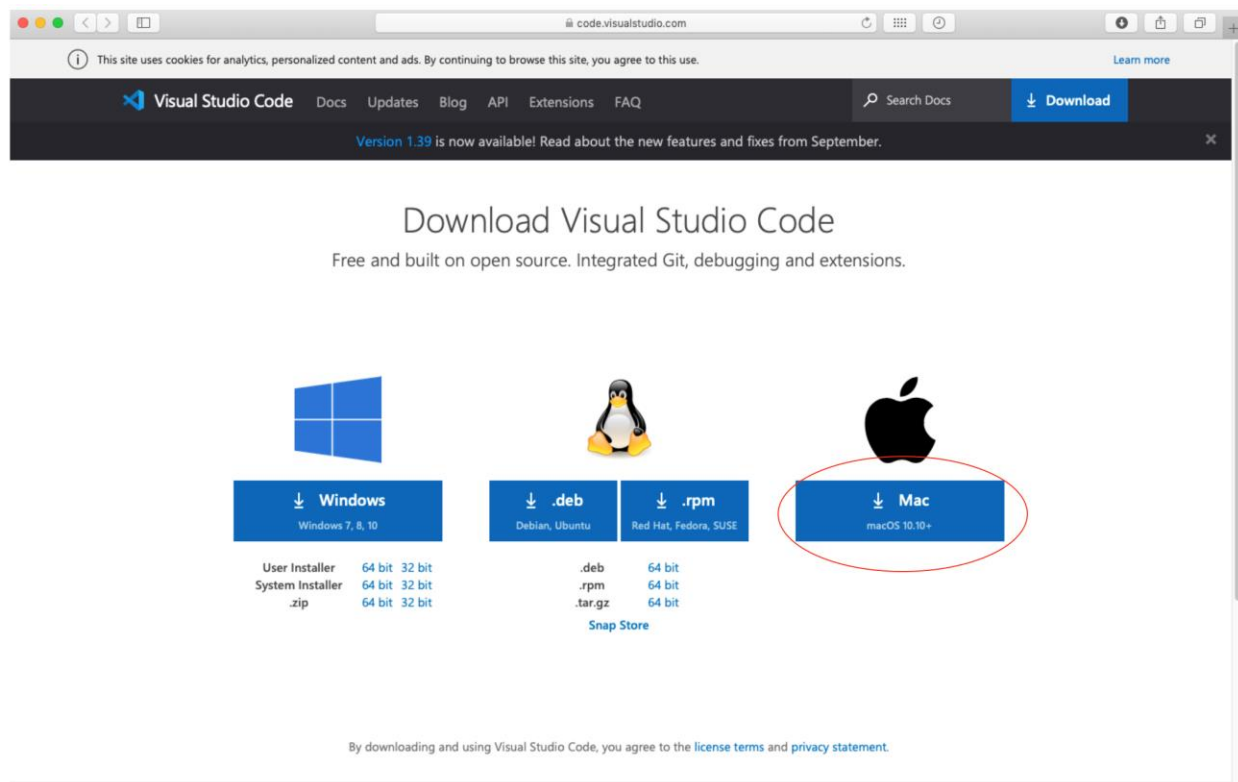 code.visualstudio.com
This site uses cookies for analytics, personalized content and ads. By continuing to browse this site, you agree to this use.
Learn more
Visual Studio Code Docs Updates Blog API Extensions FAQ Search Docs Download
Version 1.39 is now available! Read about the new features and fixes from September.
Download Visual Studio Code
Free and built on open source. Integrated Git, debugging and extensions.
Windows
Windows 7, 8, 10
User Installer 64 bit 32 bit
System Installer 64 bit 32 bit
.zip 64 bit 32 bit
.deb
Debian, Ubuntu
.rpm
Red Hat, Fedora, SUSE
.deb 64 bit
.rpm 64 bit
.tar.gz 64 bit
Snap Store
Mac
macOS 10.10+
By downloading and using Visual Studio Code, you agree to the license terms and privacy statement.